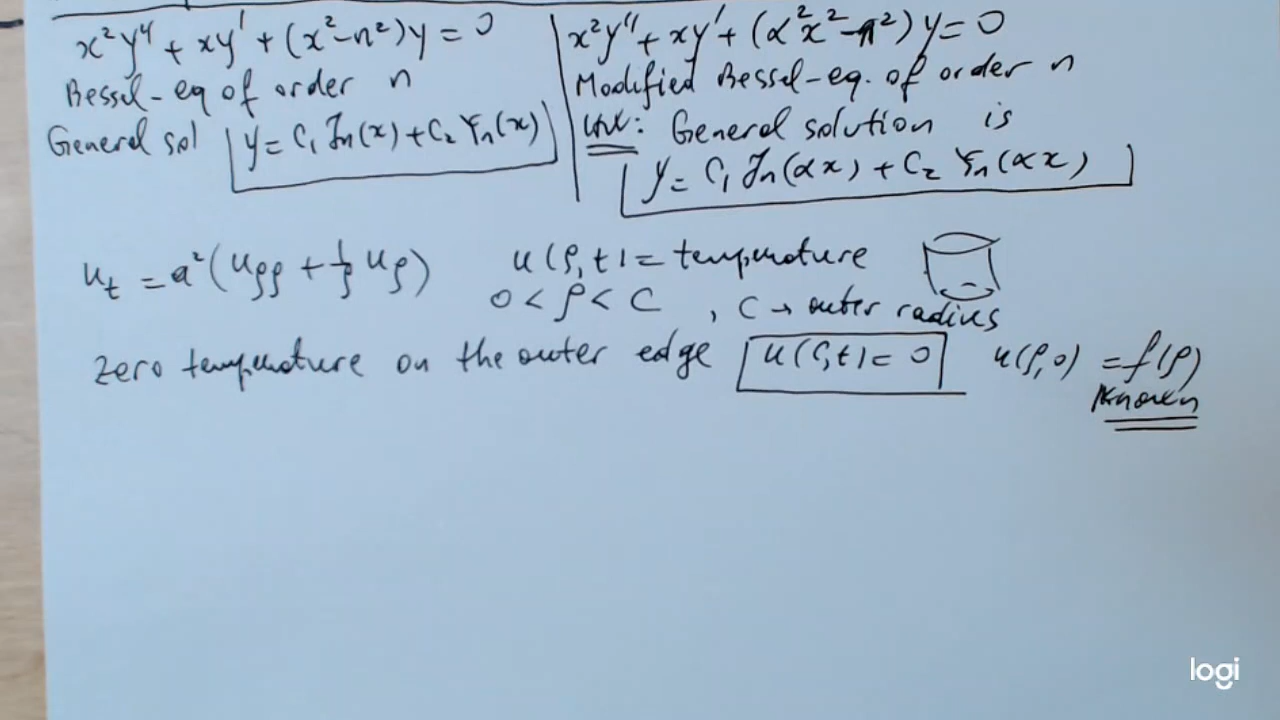 x²y'' + xy' + (x²-n²)y = 0
Bessel-eq of order n
General sol y = C₁ Jn(x) + C₂ Yn(x)
x²y'' + xy' + (α²x²-n²)y = 0
Modified Bessel-eq. of order n
General solution is
y = C₁ Jn(αx) + C₂ Yn(αx)
u_t = a²(u_ρρ + 1/ρ u_ρ) u(ρ,t) = temperature
0 < ρ < C , C → outer radius
zero temperature on the outer edge u(C,t) = 0 u(ρ,0) = f(ρ)
Known
logi